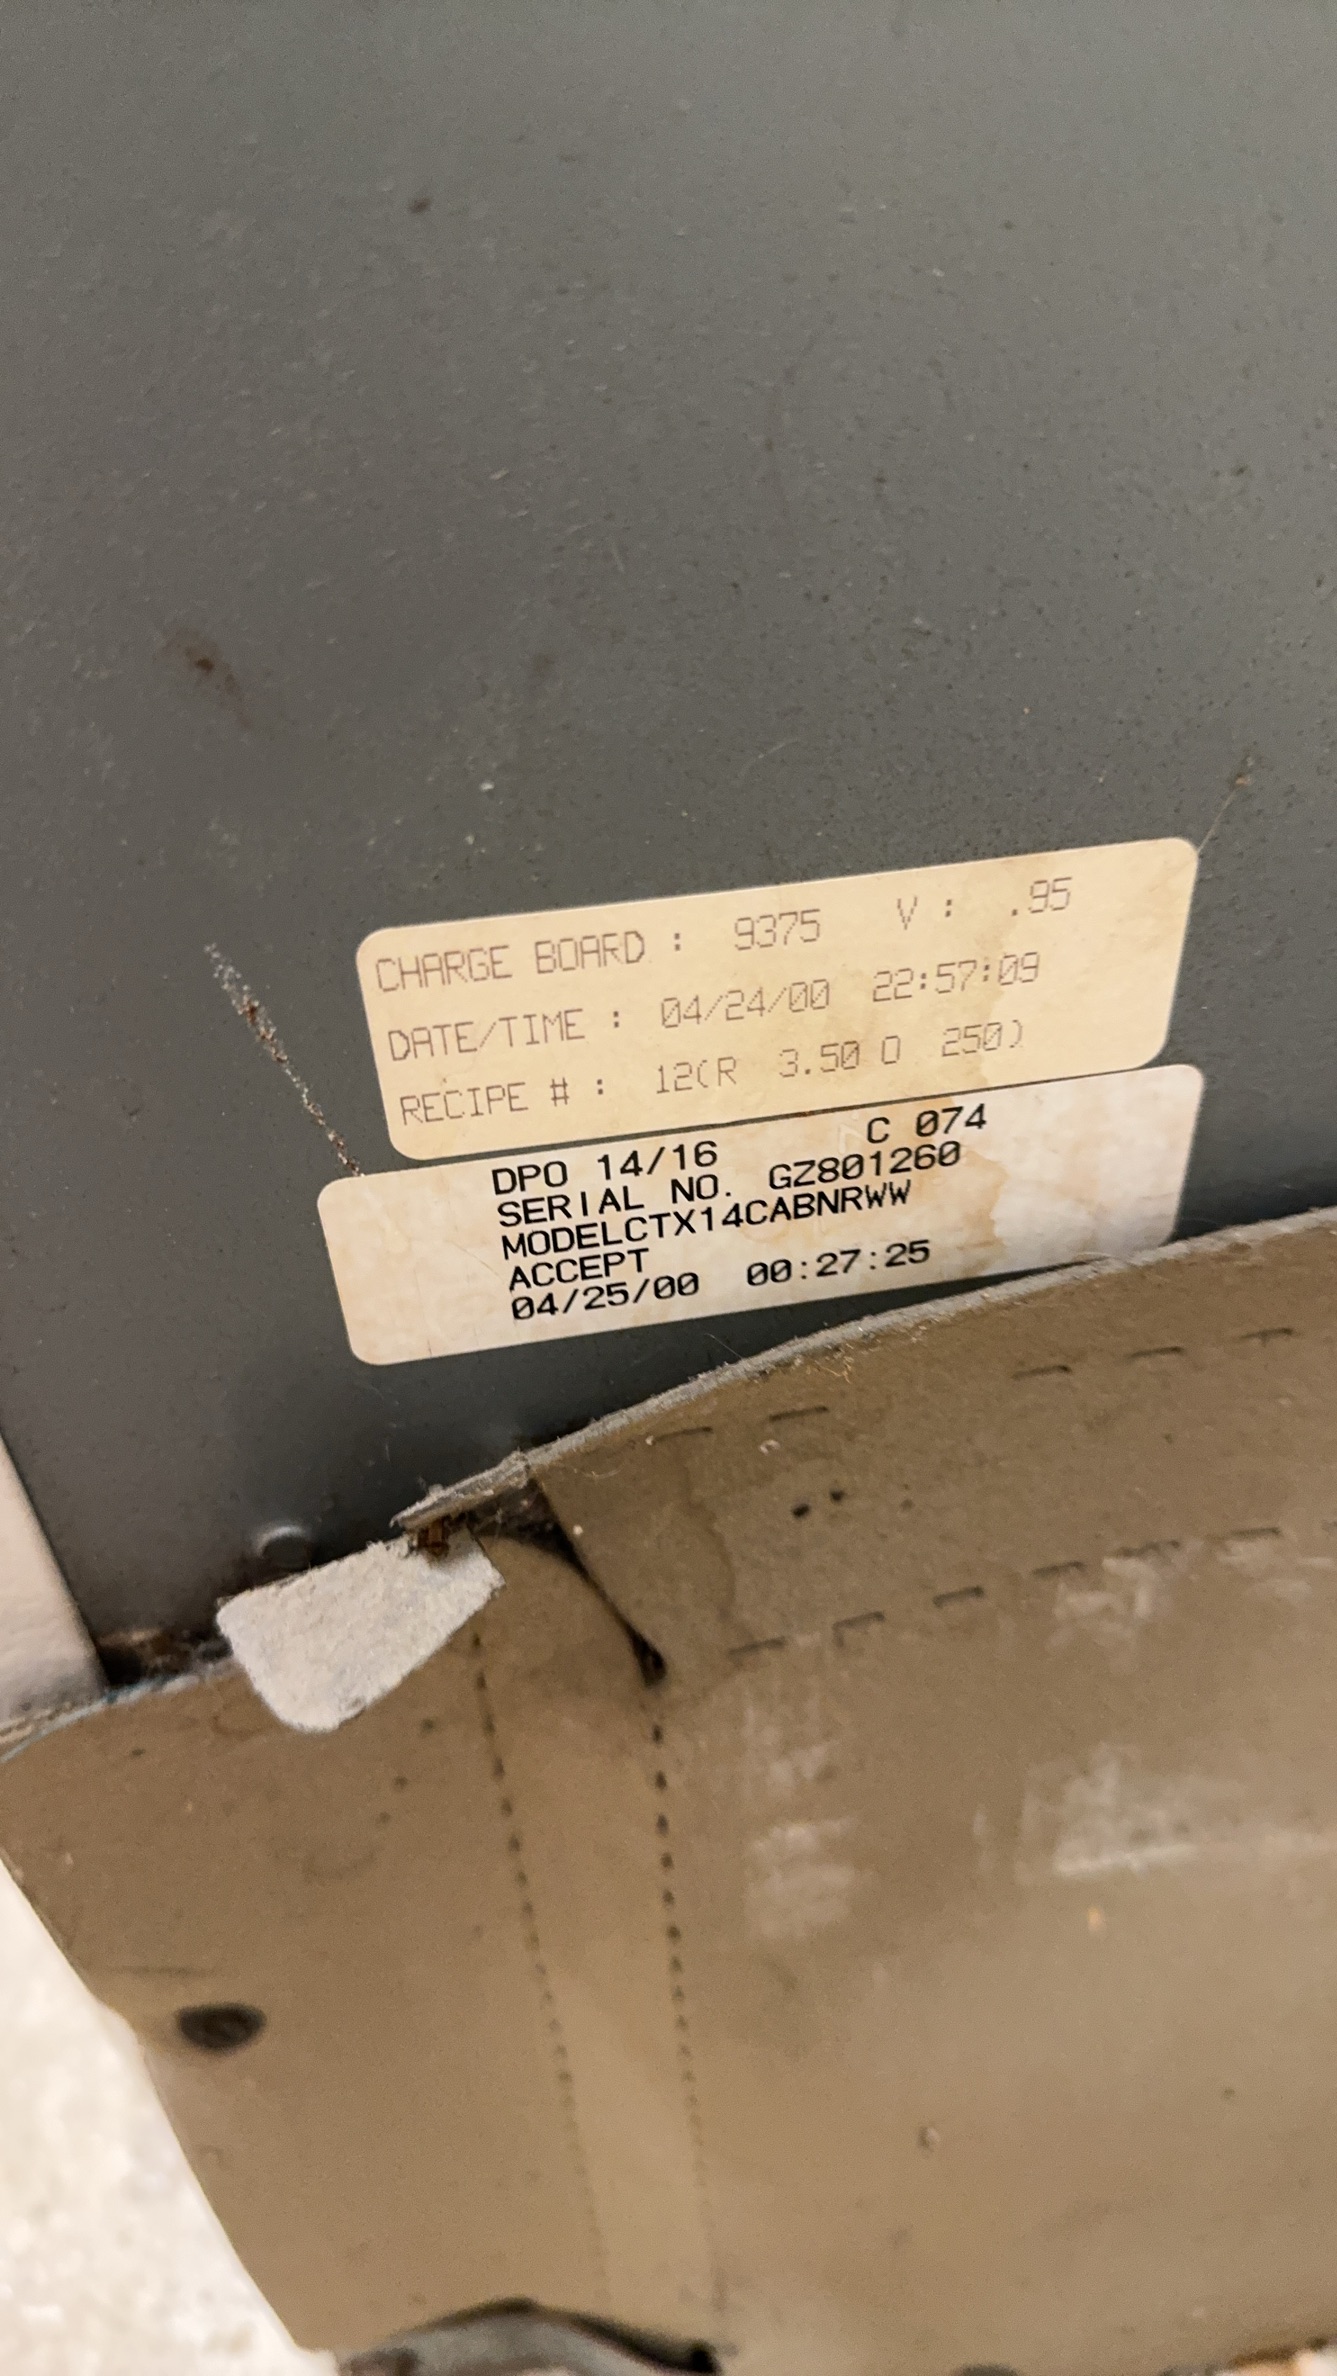 CHARGE BOARD : 9375 V : .95
DATE/TIME : 04/24/00 22:57:09
RECIPE # : 12(R 3.50 O 250)
DPO 14/16 C 074
SERIAL NO. GZ801260
MODELCTX14CABNRWW
ACCEPT
04/25/00 00:27:25